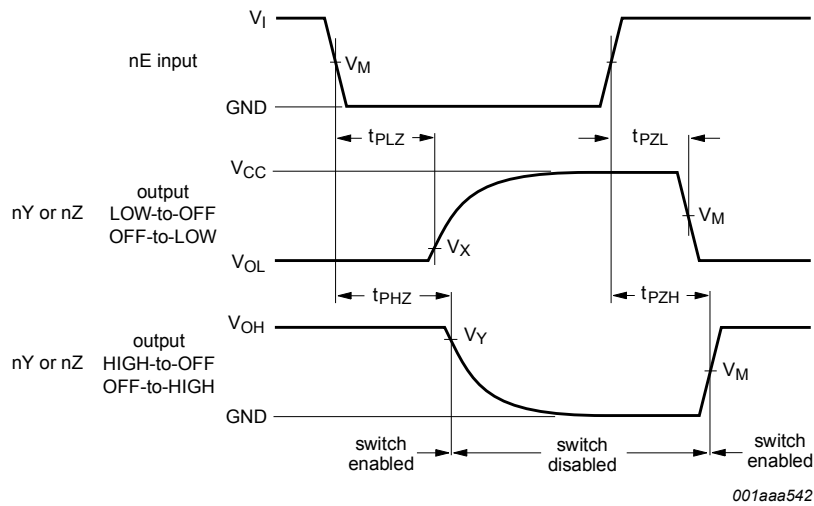 VI
nE input
VM
GND
tPLZ
tPZL
VCC
nY or nZ
output
LOW-to-OFF
OFF-to-LOW
VM
VX
VOL
tPHZ
tPZH
VOH
nY or nZ
output
HIGH-to-OFF
OFF-to-HIGH
VY
VM
GND
switch
enabled
switch
disabled
switch
enabled
001aaa542